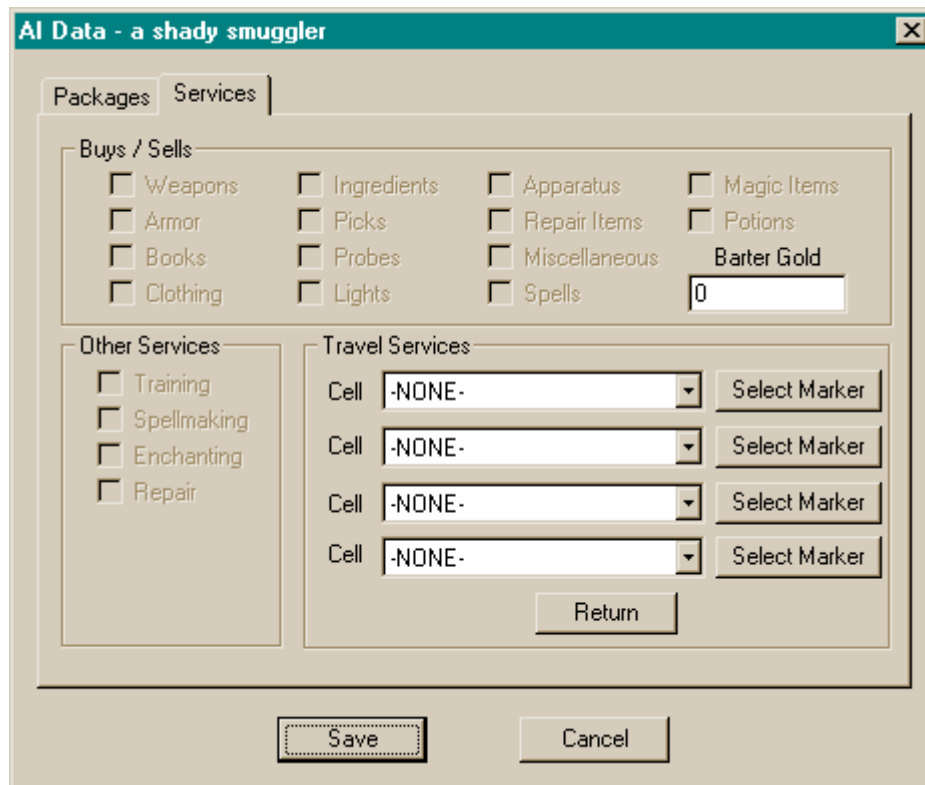 AI Data - a shady smuggler
Packages Services
Buys / Sells
Weapons Ingredients Apparatus Magic Items
Armor Picks Repair Items Potions
Books Probes Miscellaneous Barter Gold
Clothing Lights Spells 0
Other Services Travel Services
Training Cell -NONE- Select Marker
Spellmaking
Enchanting Cell -NONE- Select Marker
Repair Cell -NONE- Select Marker
Cell -NONE- Select Marker
Return
Save Cancel